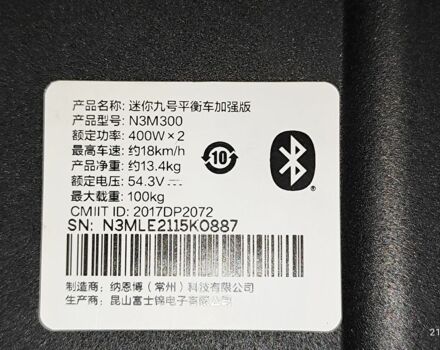 产品名称: 迷你九号平衡车加强版
产品型号: N3M300
额定功率: 400W×2
最高车速: 约18km/h
产品净重: 约13.4kg
额定电压: 54.3V⎓
最大载重: 100kg
CMIIT ID: 2017DP2072
SN: N3MLE2115K0887
10
®
制造商: 纳恩博（常州）科技有限公司
生产商: 昆山富士锦电子有限公司
21